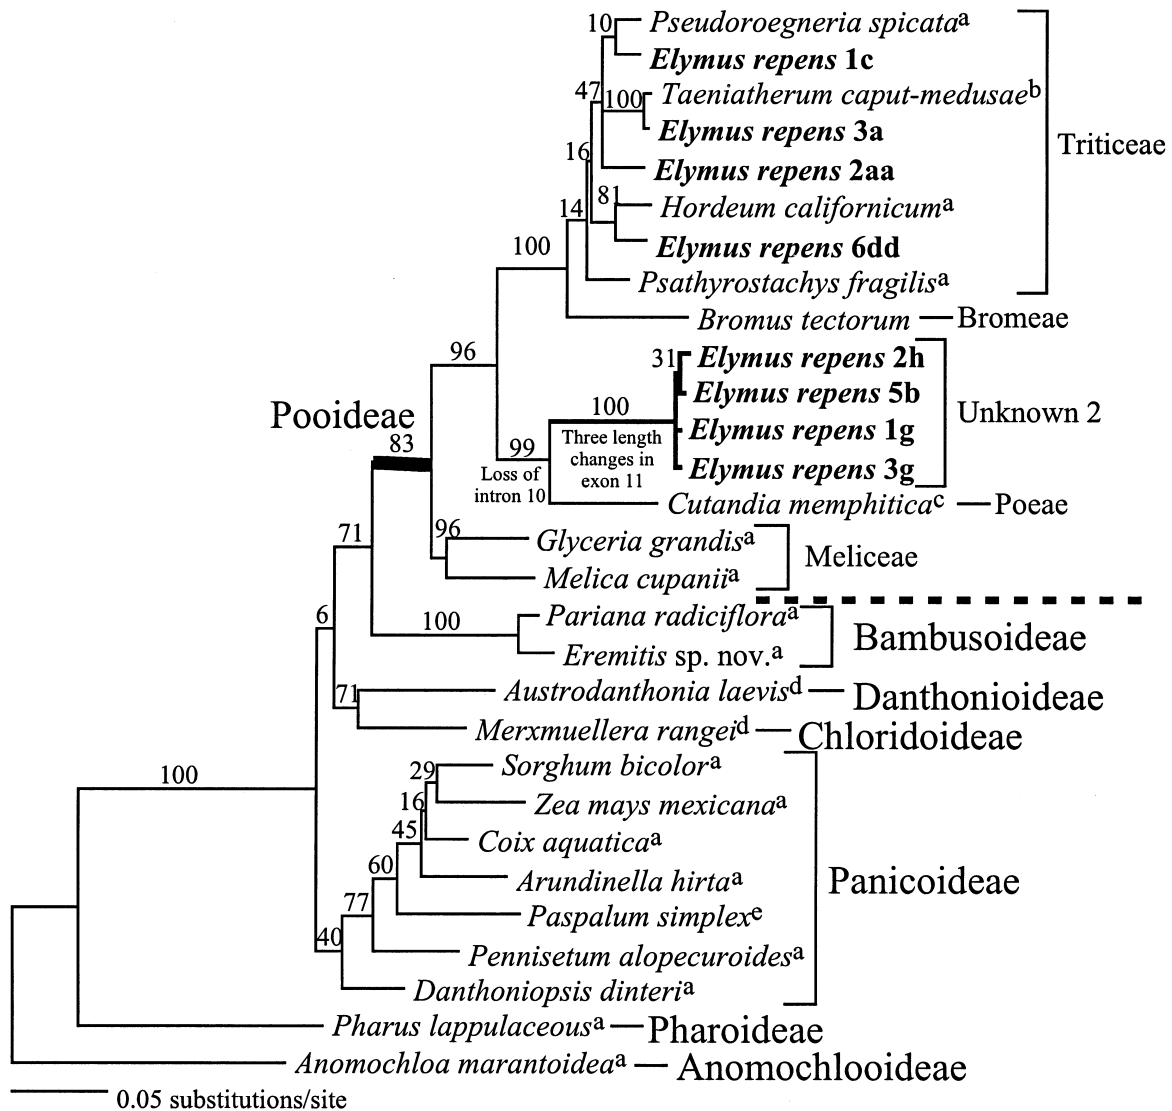 10 Pseudoroegneria spicata a
Elymus repens 1c
47 100 Taeniatherum caput-medusae b
Elymus repens 3a
Triticeae
16 Elymus repens 2aa
14 81 Hordeum californicum a
Elymus repens 6dd
100
Psathyrostachys fragilis a
Bromus tectorum — Bromeae
96 31 Elymus repens 2h
Elymus repens 5b
Unknown 2
Pooideae 100
83 99 Three length
changes in
exon 11
Elymus repens 1g
Elymus repens 3g
Loss of
intron 10
Cutandia memphitica c — Poeae
71 96 Glyceria grandis a
Meliceae
Melica cupanii a
6 100 Pariana radiciflora a
Bambusoideae
Eremitis sp. nov. a
71 Austrodanthonia laevis d — Danthonioideae
Merxmuellera rangei d — Chloridoideae
100 29 Sorghum bicolor a
16 Zea mays mexicana a
45 Coix aquatica a
60 Arundinella hirta a
Panicoideae
77 Paspalum simplex e
40 Pennisetum alopecuroides a
Danthoniopsis dinteri a
Pharus lappulaceous a — Pharoideae
Anomochloa marantoidea a — Anomochlooideae
0.05 substitutions/site